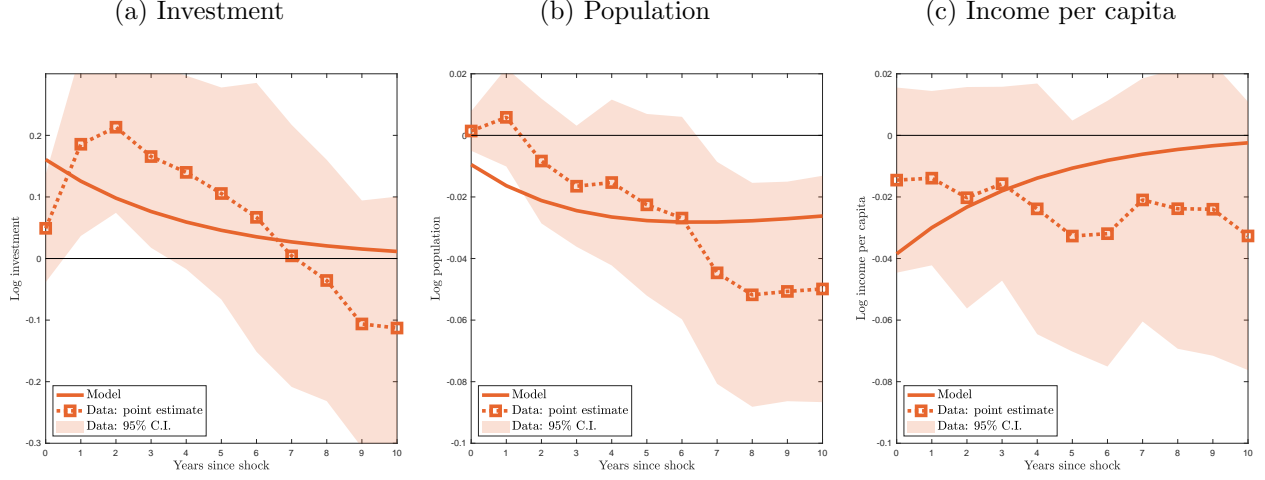 (a) Investment
0.2
0.1
0
-0.1
-0.2
-0.3
Log investment
Model
Data: point estimate
Data: 95% C.I.
0 1 2 3 4 5 6 7 8 9 10
Years since shock
(b) Population
0.02
0
-0.02
-0.04
-0.06
-0.08
-0.1
Log population
Model
Data: point estimate
Data: 95% C.I.
0 1 2 3 4 5 6 7 8 9 10
Years since shock
(c) Income per capita
0.02
0
-0.02
-0.04
-0.06
-0.08
-0.1
Log income per capita
Model
Data: point estimate
Data: 95% C.I.
0 1 2 3 4 5 6 7 8 9 10
Years since shock